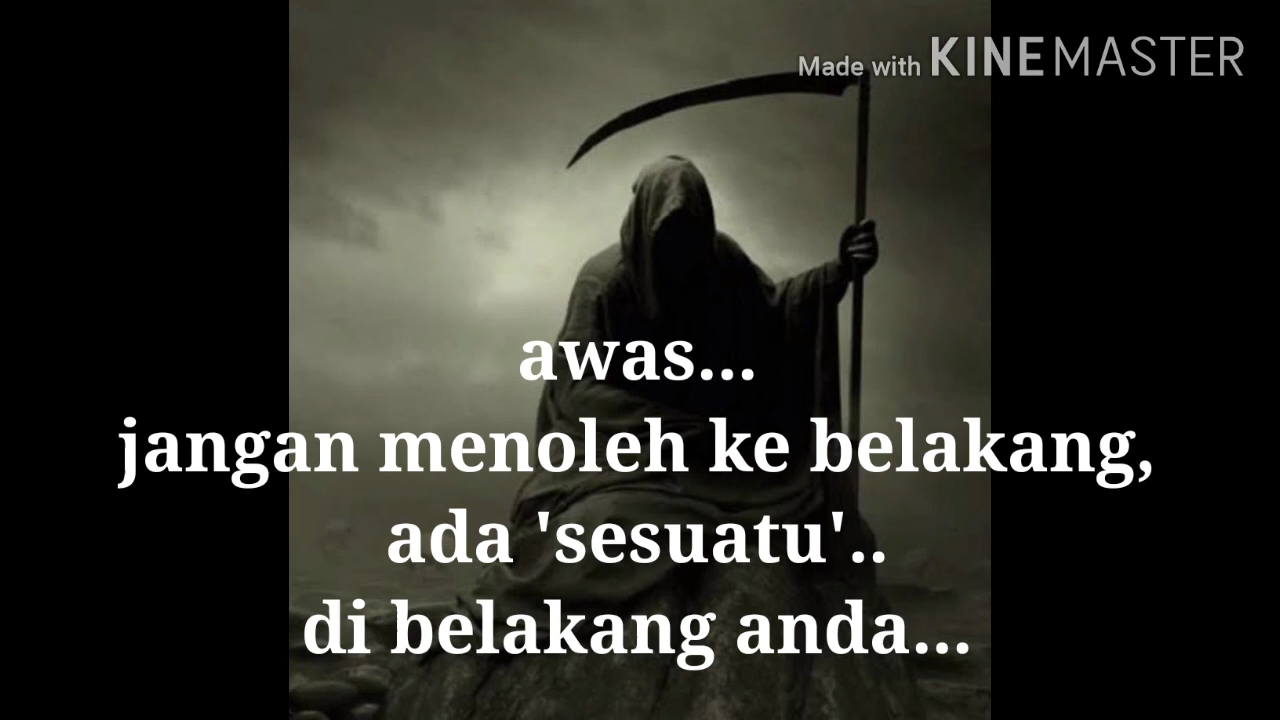 Made with KINEMASTER
awas...
jangan menoleh ke belakang,
ada 'sesuatu'..
di belakang anda...